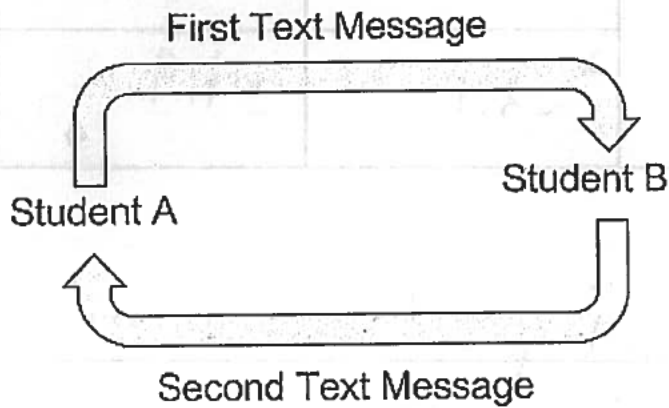 First Text Message
Student B
Student A
Second Text Message